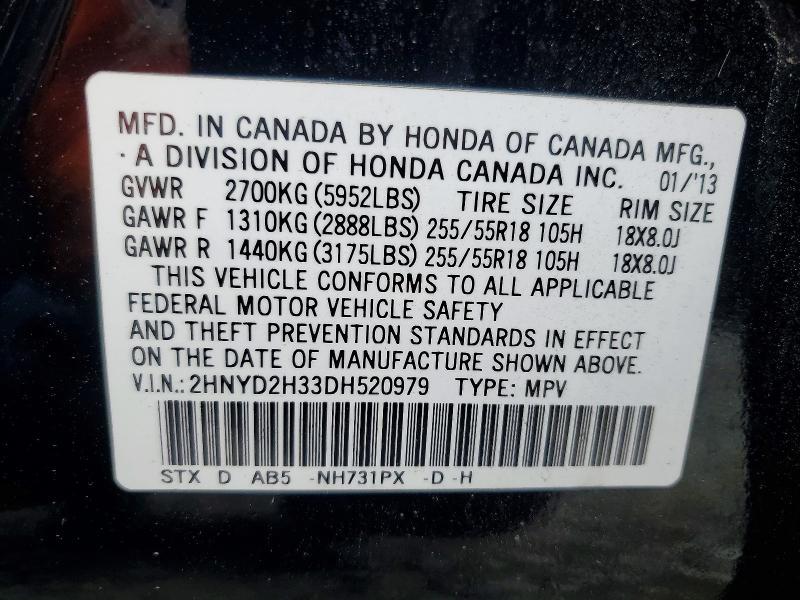 MFD. IN CANADA BY HONDA OF CANADA MFG.,
· A DIVISION OF HONDA CANADA INC. 01/'13
GVWR 2700KG (5952LBS) TIRE SIZE RIM SIZE
GAWR F 1310KG (2888LBS) 255/55R18 105H 18X8.0J
GAWR R 1440KG (3175LBS) 255/55R18 105H 18X8.0J
THIS VEHICLE CONFORMS TO ALL APPLICABLE
FEDERAL MOTOR VEHICLE SAFETY
AND THEFT PREVENTION STANDARDS IN EFFECT
ON THE DATE OF MANUFACTURE SHOWN ABOVE.
V.I.N.: 2HNYD2H33DH520979 TYPE: MPV
STX D AB5 -NH731PX -D -H